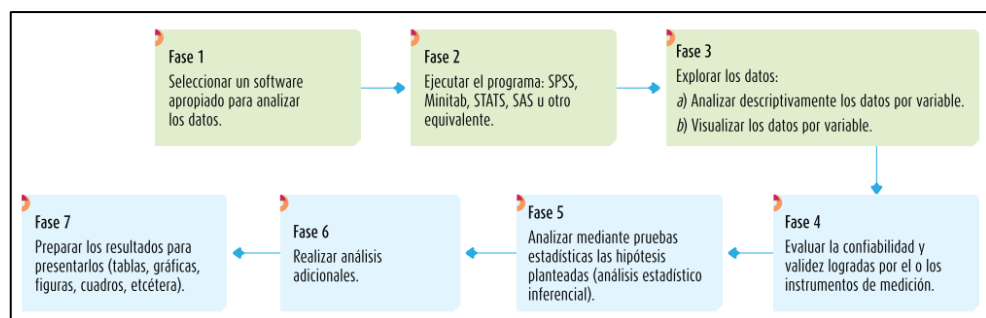 Fase 1
Seleccionar un software
apropiado para analizar
los datos.
Fase 2
Ejecutar el programa: SPSS,
Minitab, STATS, SAS u otro
equivalente.
Fase 3
Explorar los datos:
a) Analizar descriptivamente los datos por variable.
b) Visualizar los datos por variable.
Fase 4
Evaluar la confiabilidad y
validez logradas por el o los
instrumentos de medición.
Fase 5
Analizar mediante pruebas
estadísticas las hipótesis
planteadas (análisis estadístico
inferencial).
Fase 6
Realizar análisis
adicionales.
Fase 7
Preparar los resultados para
presentarlos (tablas, gráficas,
figuras, cuadros, etcétera).